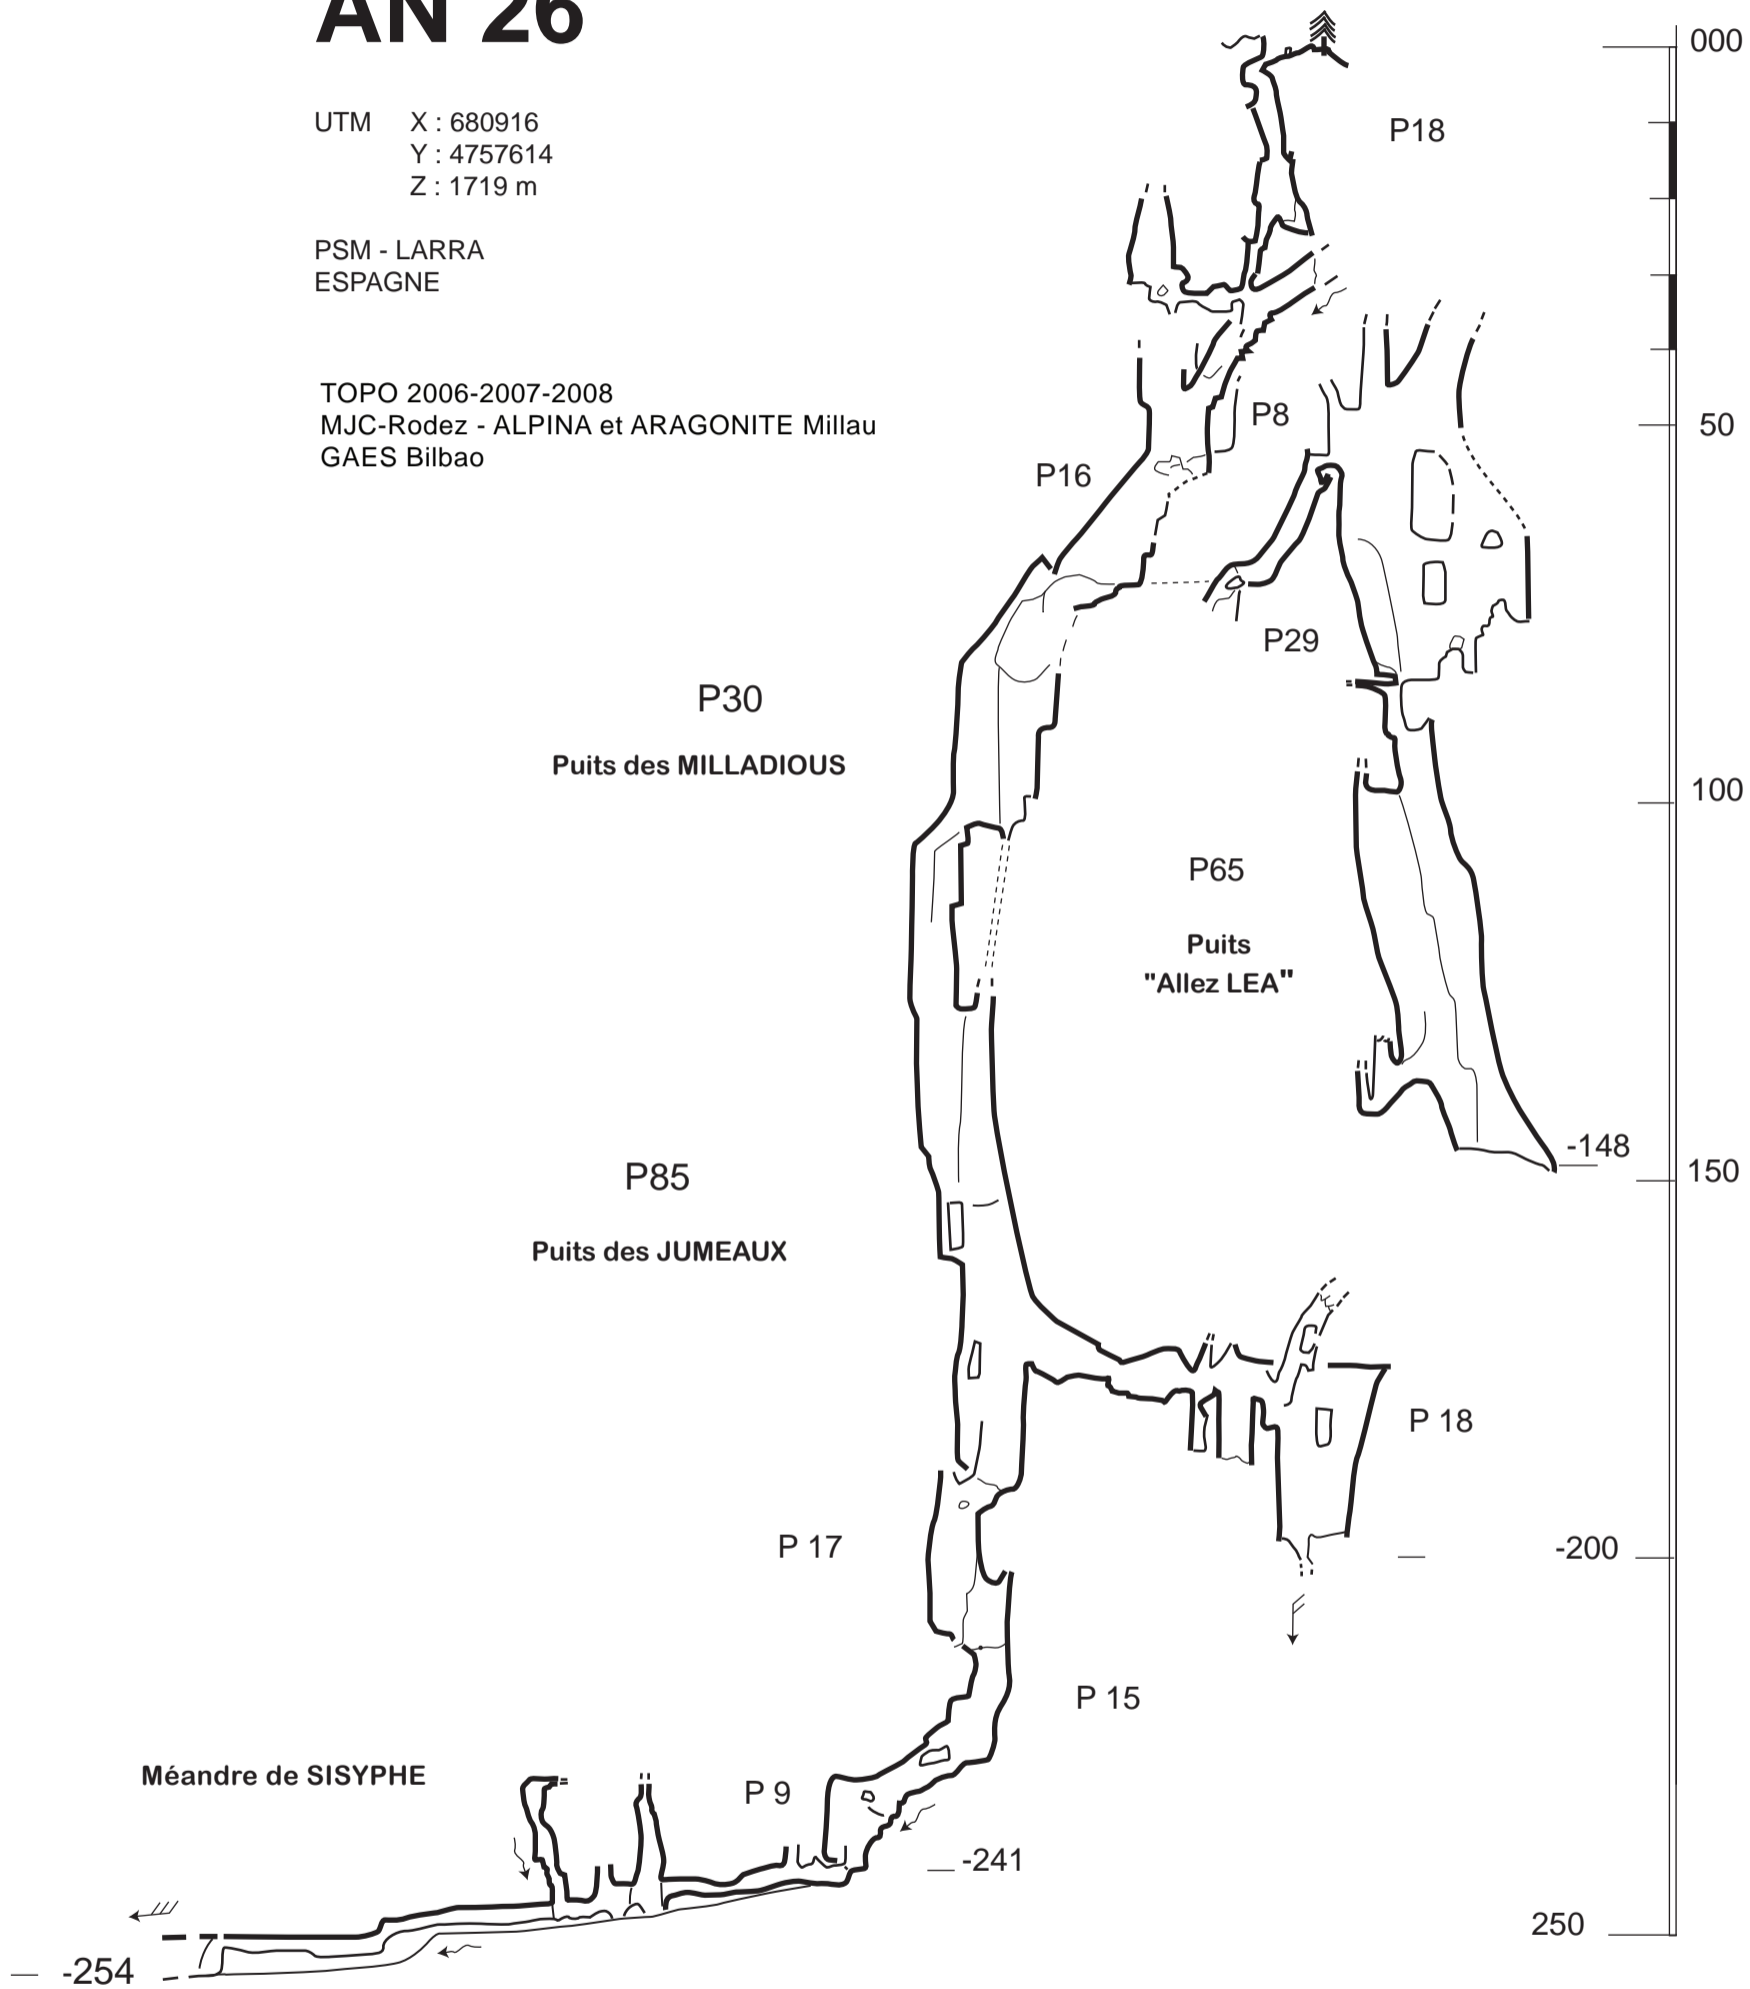 AN 26
UTM X : 680916
Y : 4757614
Z : 1719 m
PSM - LARRA
ESPAGNE
TOPO 2006-2007-2008
MJC-Rodez - ALPINA et ARAGONITE Millau
GAES Bilbao
000
P18
50
P8
P16
P29
P30
Puits des MILLADIOUS
100
P65
Puits
"Allez LEA"
-148
150
P85
Puits des JUMEAUX
P 18
P 17
-200
P 15
Méandre de SISYPHE
P 9
-241
250
-254